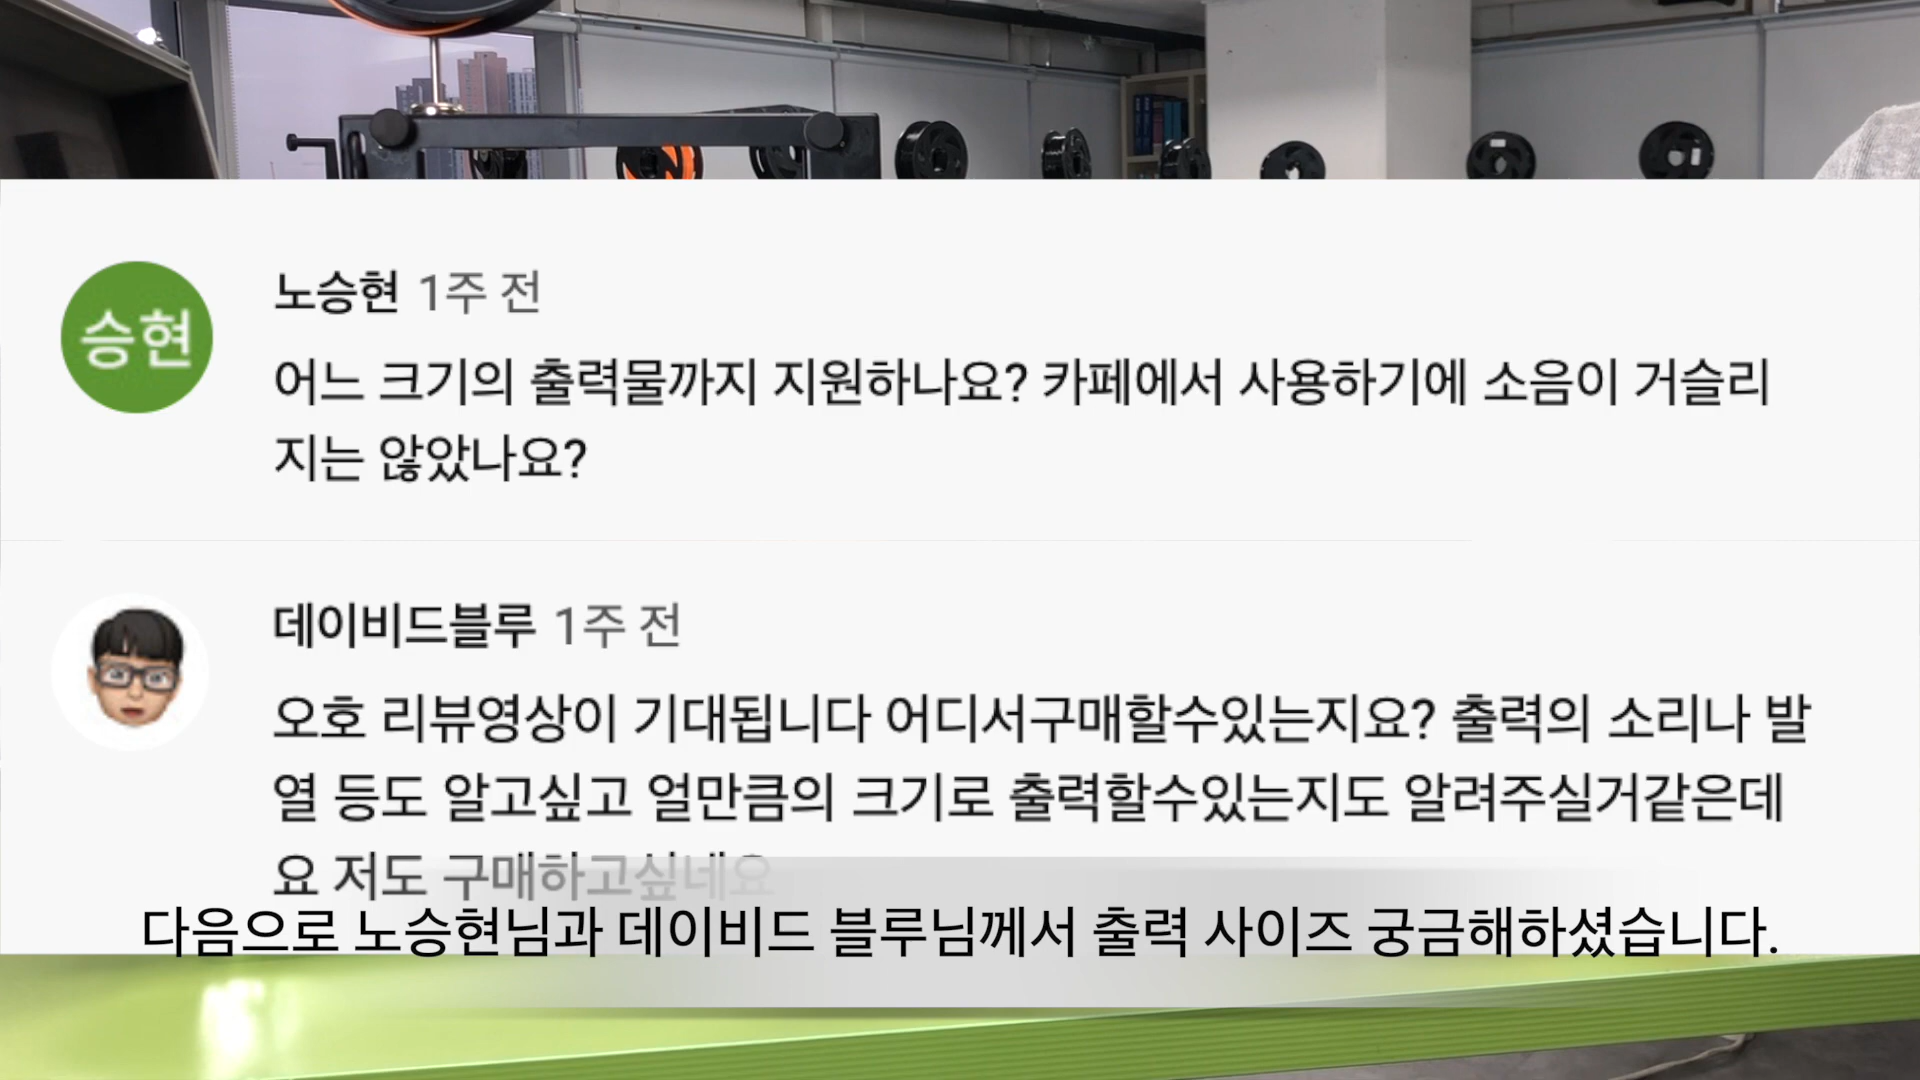 승현
노승현 1주 전
어느 크기의 출력물까지 지원하나요? 카페에서 사용하기에 소음이 거슬리
지는 않았나요?
데이비드블루 1주 전
오호 리뷰영상이 기대됩니다 어디서구매할수있는지요? 출력의 소리나 발
열 등도 알고싶고 얼만큼의 크기로 출력할수있는지도 알려주실거같은데
요 저도 구매하고싶네요
다음으로 노승현님과 데이비드 블루님께서 출력 사이즈 궁금해하셨습니다.